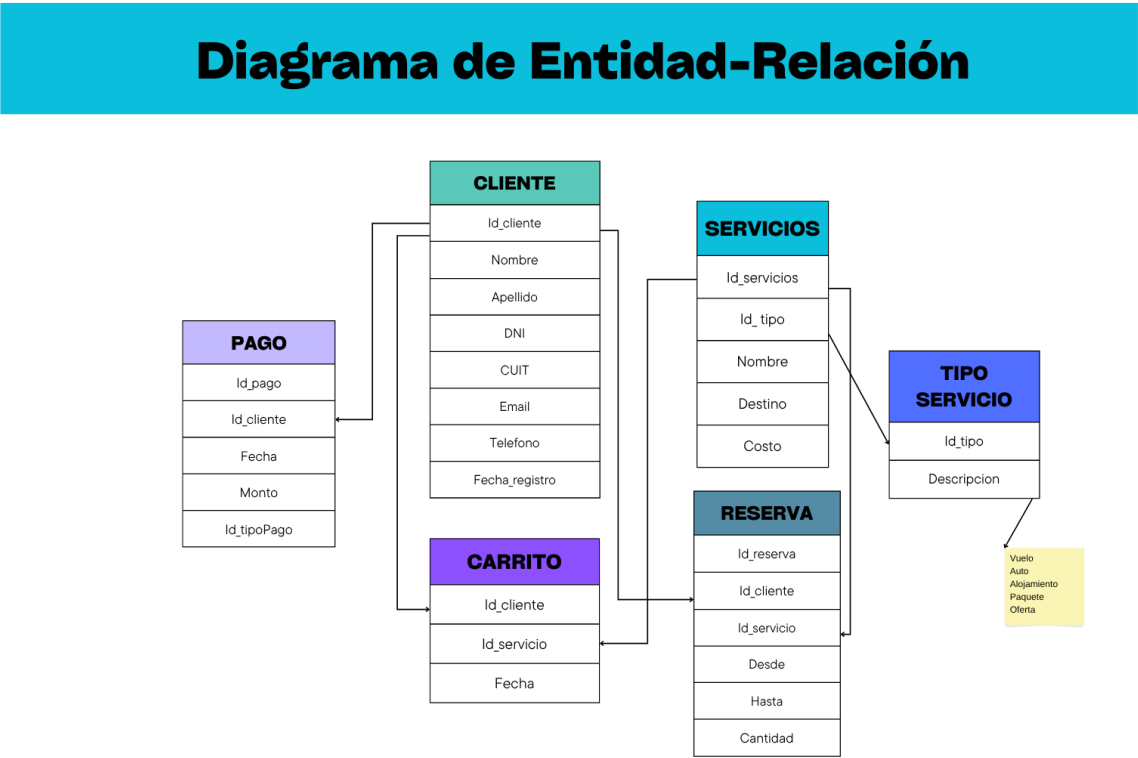 Diagrama de Entidad-Relación
CLIENTE
Id_cliente
Nombre
Apellido
DNI
CUIT
Email
Telefono
Fecha_registro
SERVICIOS
Id_servicios
Id_ tipo
Nombre
Destino
Costo
PAGO
Id_pago
Id_cliente
Fecha
Monto
Id_tipoPago
TIPO
SERVICIO
Id_tipo
Descripcion
CARRITO
Id_cliente
Id_servicio
Fecha
RESERVA
Id_reserva
Id_cliente
Id_servicio
Desde
Hasta
Cantidad
Vuelo
Auto
Alojamiento
Paquete
Oferta